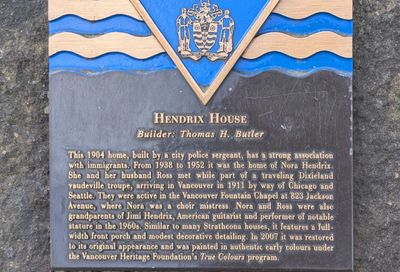 HENDRIX HOUSE
Builder: Thomas H. Butler
This 1904 home, built by a city police sergeant, has a strong association
with immigrants. From 1938 to 1952 it was the home of Nora Hendrix.
She and her husband Ross met while part of a traveling Dixieland
vaudeville troupe, arriving in Vancouver in 1911 by way of Chicago and
Seattle. They were active in the Vancouver Fountain Chapel at 823 Jackson
Avenue, where Nora was a choir mistress. Nora and Ross were also
grandparents of Jimi Hendrix, American guitarist and performer of notable
stature in the 1960s. Similar to many Strathcona houses, it features a full-
width front porch and modest decorative detailing. In 2007 it was restored
to its original appearance and was painted in authentic early colours under
the Vancouver Heritage Foundation's True Colours program.